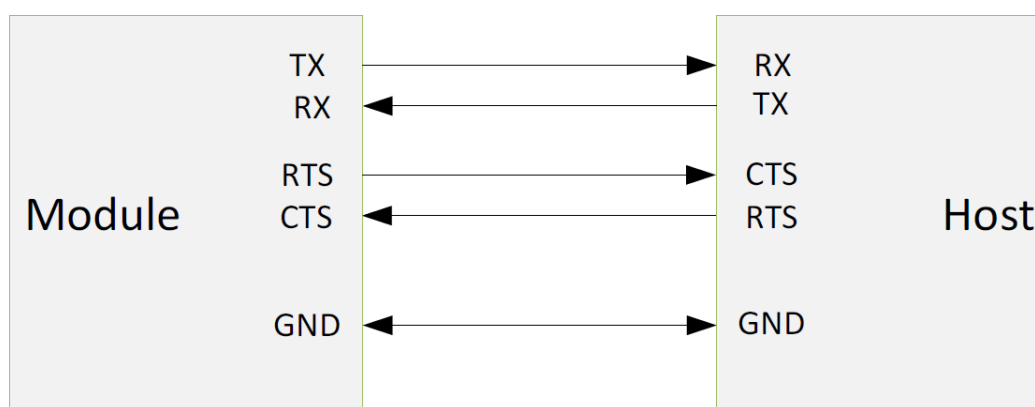 TX RX
RX TX
RTS CTS
Module CTS RTS Host
GND GND